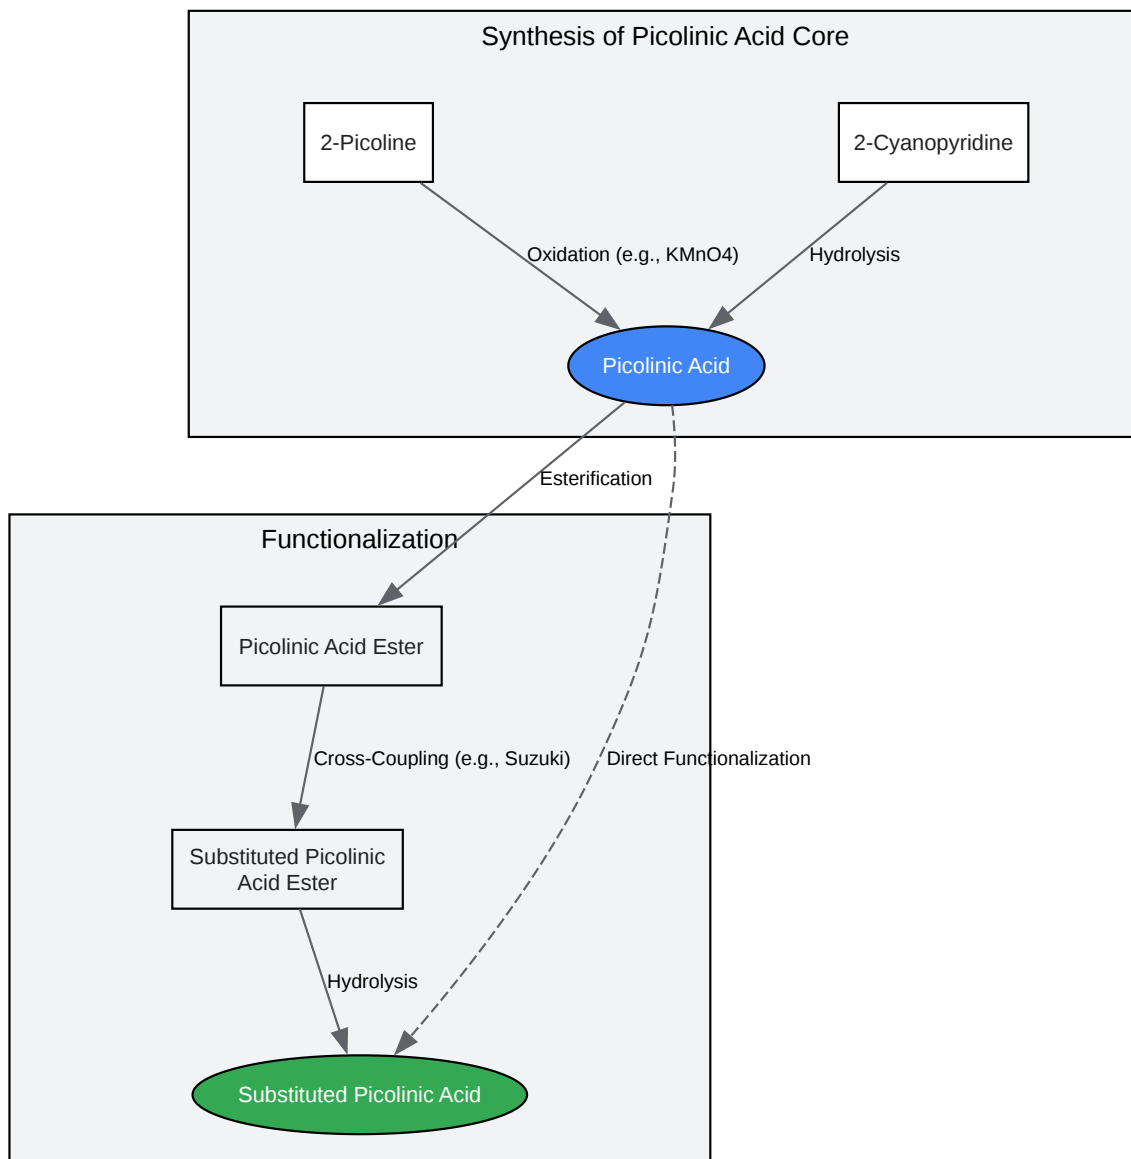 Synthesis of Picolinic Acid Core
2-Picoline
2-Cyanopyridine
Oxidation (e.g., KMnO4)
Hydrolysis
Picolinic Acid
Esterification
Functionalization
Picolinic Acid Ester
Cross-Coupling (e.g., Suzuki)
Direct Functionalization
Substituted Picolinic
Acid Ester
Hydrolysis
Substituted Picolinic Acid